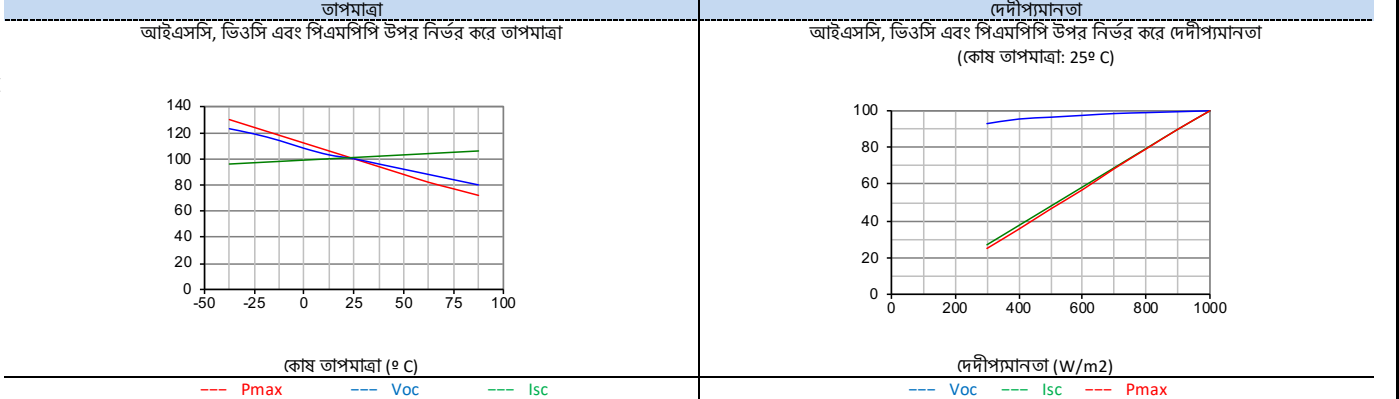 তাপমাত্রা
আইএসসি, ভিওসি এবং পিএমপিপি উপর নির্ভর করে তাপমাত্রা
140
120
100
80
60
40
20
0
-50 -25 0 25 50 75 100
কোষ তাপমাত্রা (º C)
--- Pmax --- Voc --- Isc
দেদীপ্যমানতা
আইএসসি, ভিওসি এবং পিএমপিপি উপর নির্ভর করে দেদীপ্যমানতা
(কোষ তাপমাত্রা: 25º C)
100
80
60
40
20
0
0 200 400 600 800 1000
দেদীপ্যমানতা (W/m2)
--- Voc --- Isc --- Pmax